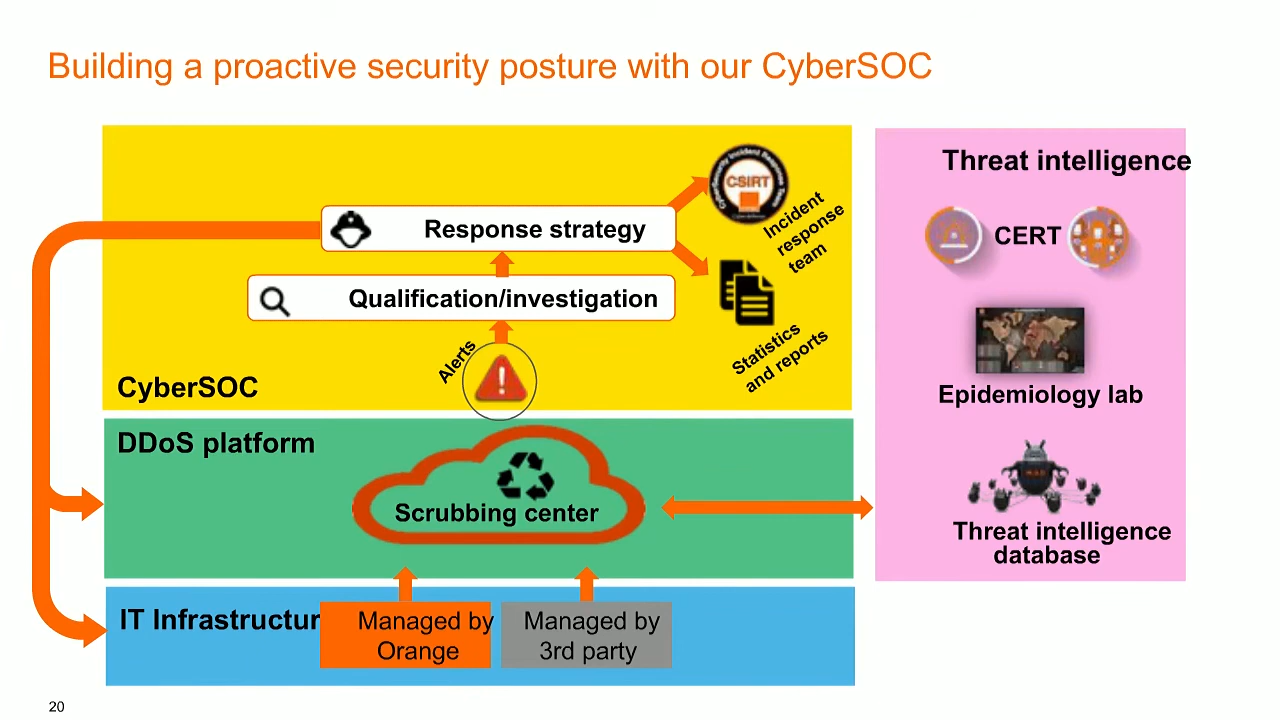 Building a proactive security posture with our CyberSOC
CSIRT
Incident
response
team
Response strategy
Qualification/investigation
Alerts
Statistics
and reports
CyberSOC
DDoS platform
Scrubbing center
IT Infrastructur
Managed by
Orange
Managed by
3rd party
Threat intelligence
CERT
Epidemiology lab
Threat intelligence
database
20